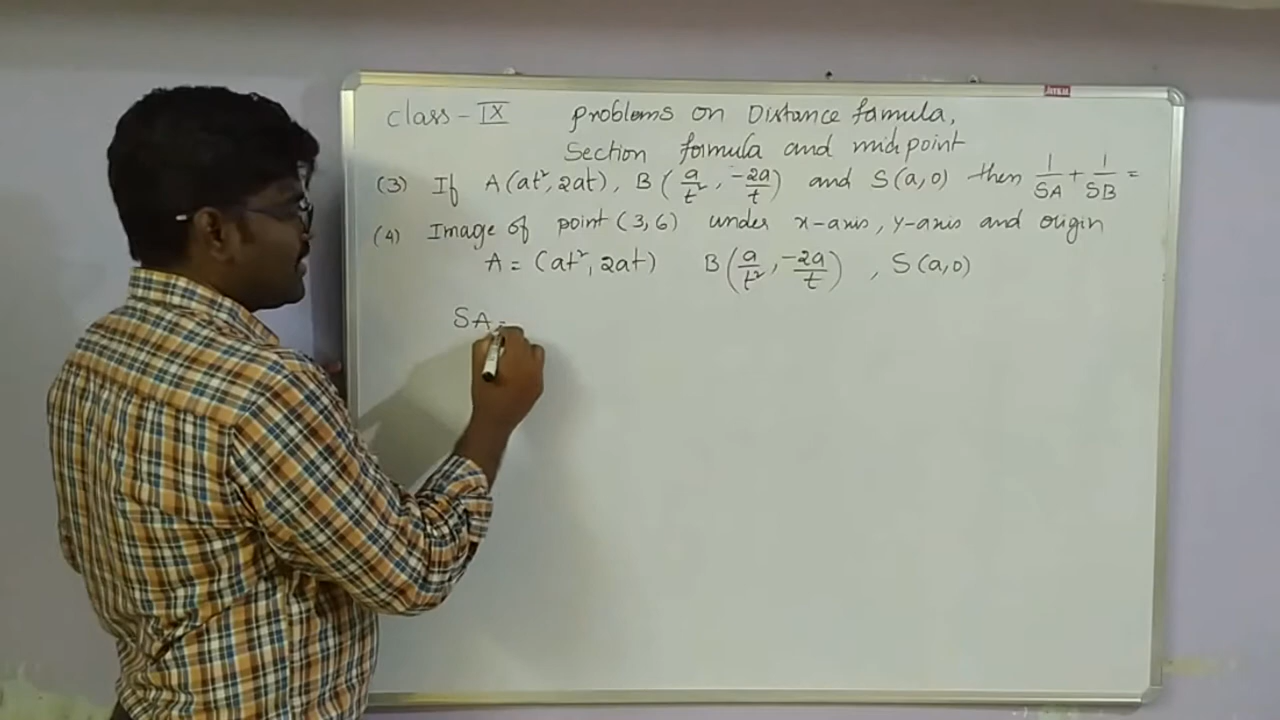 class - IX problems on Distance formula,
Section formula and midpoint
(3) If A(at², 2at), B(a/t², -2a/t) and S(a,0) then 1/SA + 1/SB =
(4) Image of point (3,6) under x-axis, y-axis and origin
A = (at², 2at) B(a/t², -2a/t), S(a,0)
SA =